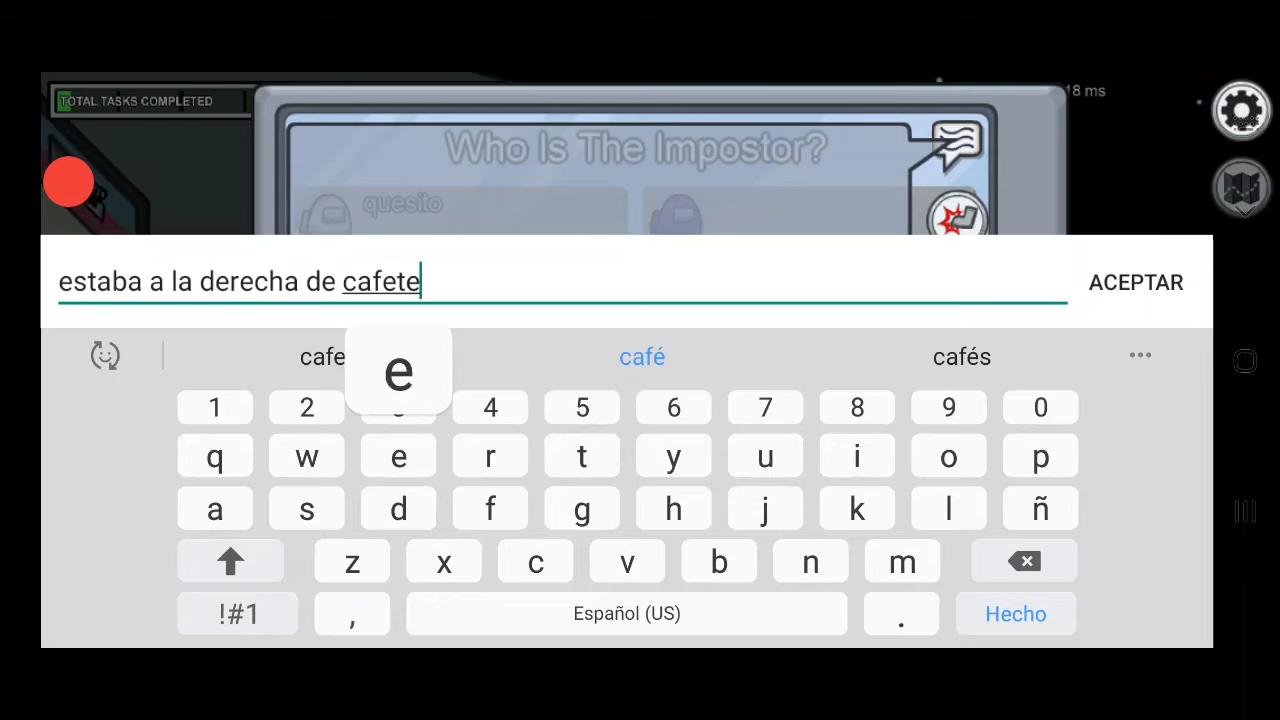 TOTAL TASKS COMPLETED
18 ms
Who Is The Impostor?
quesito
estaba a la derecha de cafete
ACEPTAR
café cafés
e
1 2 4 5 6 7 8 9 0
q w e r t y u i o p
a s d f g h j k l ñ
z x c v b n m
!#1 , Español (US) . Hecho